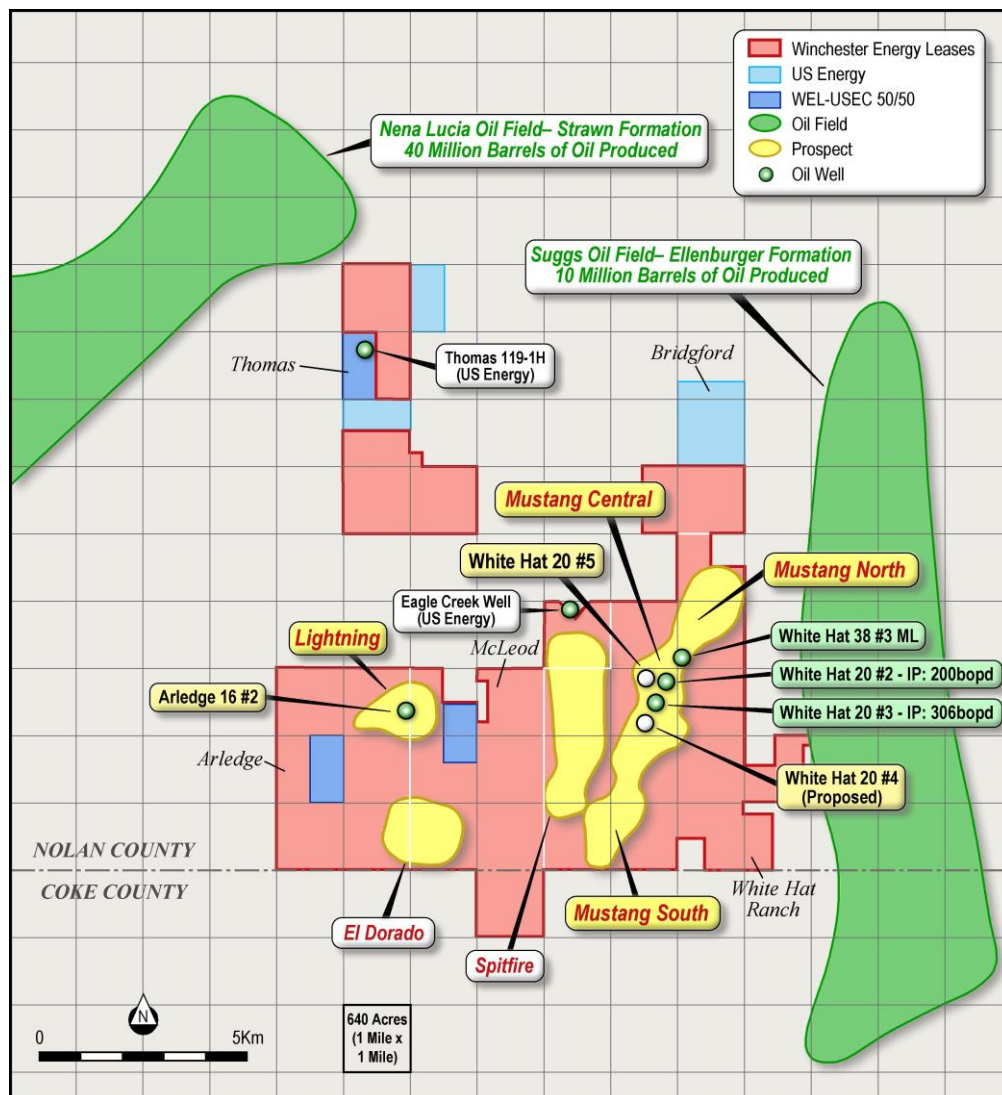 Winchester Energy Leases
US Energy
WEL-USEC 50/50
Oil Field
Prospect
Oil Well
Nena Lucia Oil Field– Strawn Formation
40 Million Barrels of Oil Produced
Suggs Oil Field– Ellenburger Formation
10 Million Barrels of Oil Produced
Thomas
Thomas 119-1H
(US Energy)
Bridgford
Mustang Central
White Hat 20 #5
Mustang North
Eagle Creek Well
(US Energy)
McLeod
Lightning
White Hat 38 #3 ML
White Hat 20 #2 - IP: 200bopd
Arledge 16 #2
White Hat 20 #3 - IP: 306bopd
Arledge
White Hat 20 #4
(Proposed)
NOLAN COUNTY
COKE COUNTY
White Hat
Ranch
El Dorado
Mustang South
Spitfire
N
0
5Km
640 Acres
(1 Mile x
1 Mile)